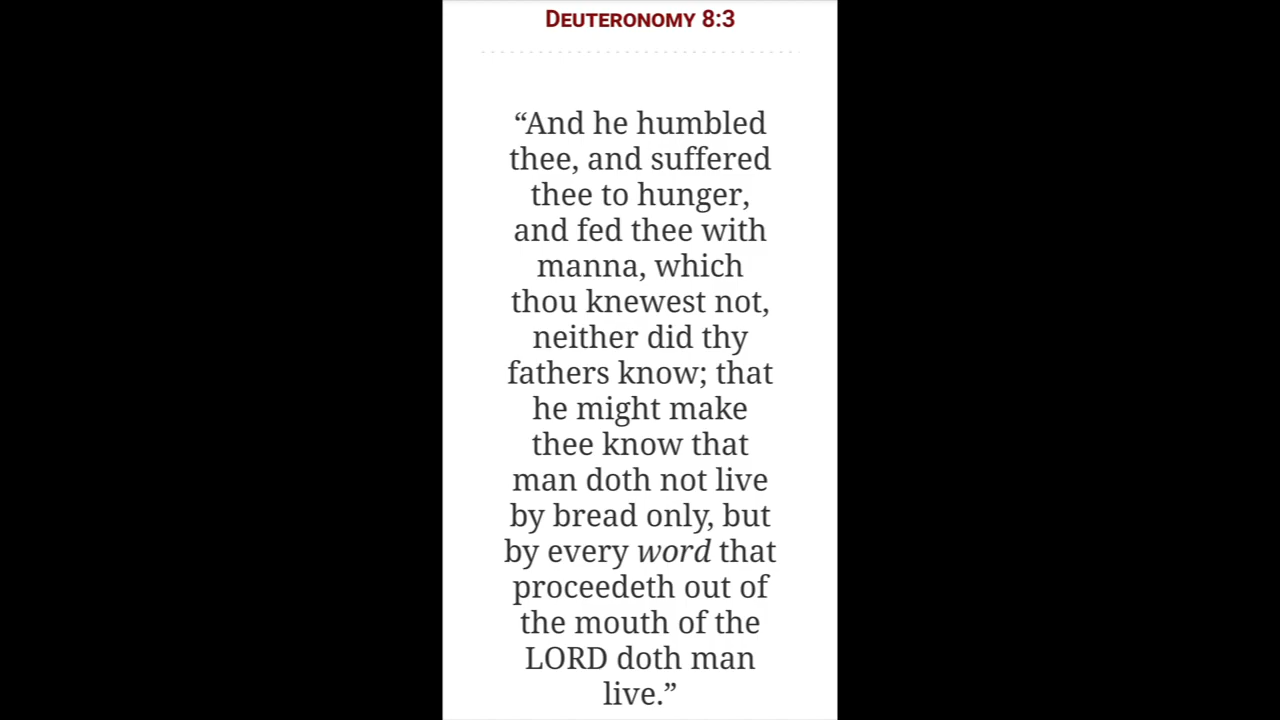 DEUTERONOMY 8:3
“And he humbled
thee, and suffered
thee to hunger,
and fed thee with
manna, which
thou knewest not,
neither did thy
fathers know; that
he might make
thee know that
man doth not live
by bread only, but
by every word that
proceedeth out of
the mouth of the
LORD doth man
live.”